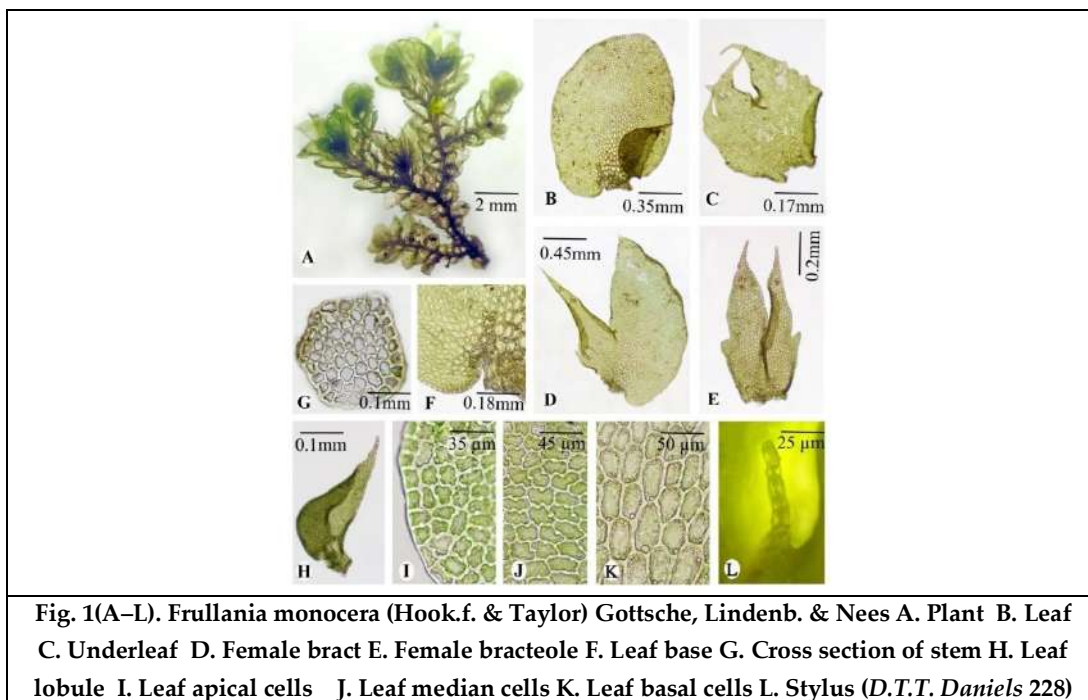 A
2 mm
B
0.35mm
C
0.17mm
G
0.1mm
F
0.18mm
0.45mm
D
0.2mm
E
0.1mm
H
35 µm
I
45 µm
J
50 µm
K
25 µm
L
Fig. 1(A–L). Frullania monocera (Hook.f. & Taylor) Gottsche, Lindenb. & Nees A. Plant B. Leaf
C. Underleaf D. Female bract E. Female bracteole F. Leaf base G. Cross section of stem H. Leaf
lobule I. Leaf apical cells J. Leaf median cells K. Leaf basal cells L. Stylus (D.T.T. Daniels 228)